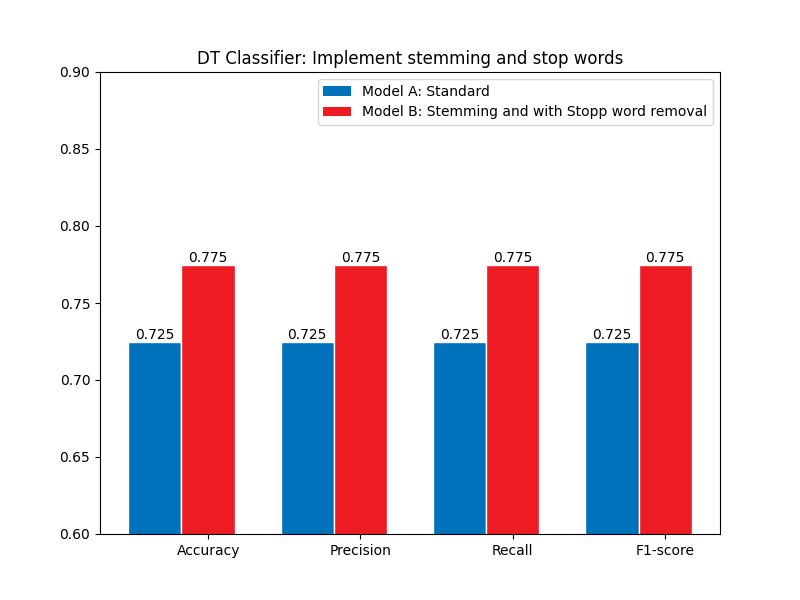 DT Classifier: Implement stemming and stop words
0.90
0.85
0.80
0.75
0.70
0.65
0.60
Model A: Standard
Model B: Stemming and with Stopp word removal
0.725
0.775
0.725
0.775
0.725
0.775
0.725
0.775
Accuracy
Precision
Recall
F1-score